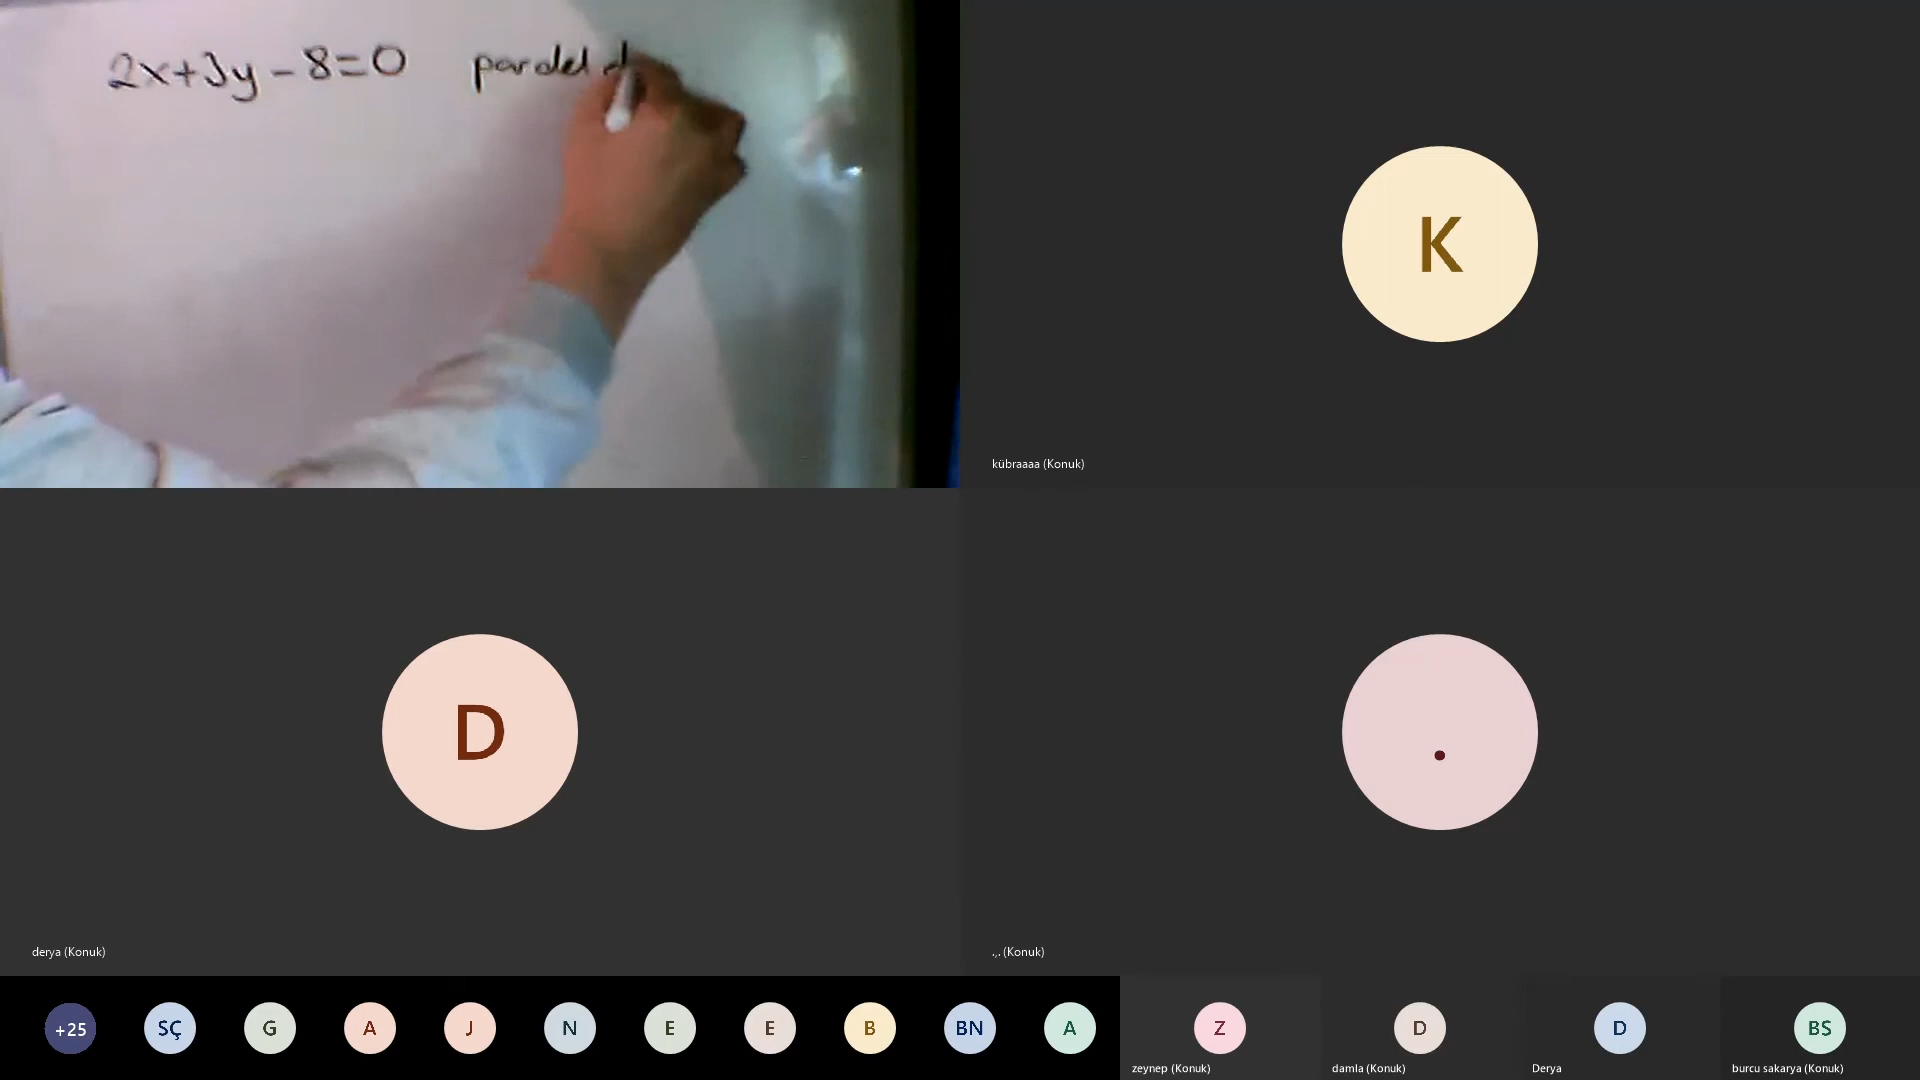 2x+3y-8=0 paralel d
K
kübraaaa (Konuk)
D
.
derya (Konuk)
.,. (Konuk)
+25 SÇ G A J N E E B BN A Z D D BS
zeynep (Konuk) damla (Konuk) Derya burcu sakarya (Konuk)